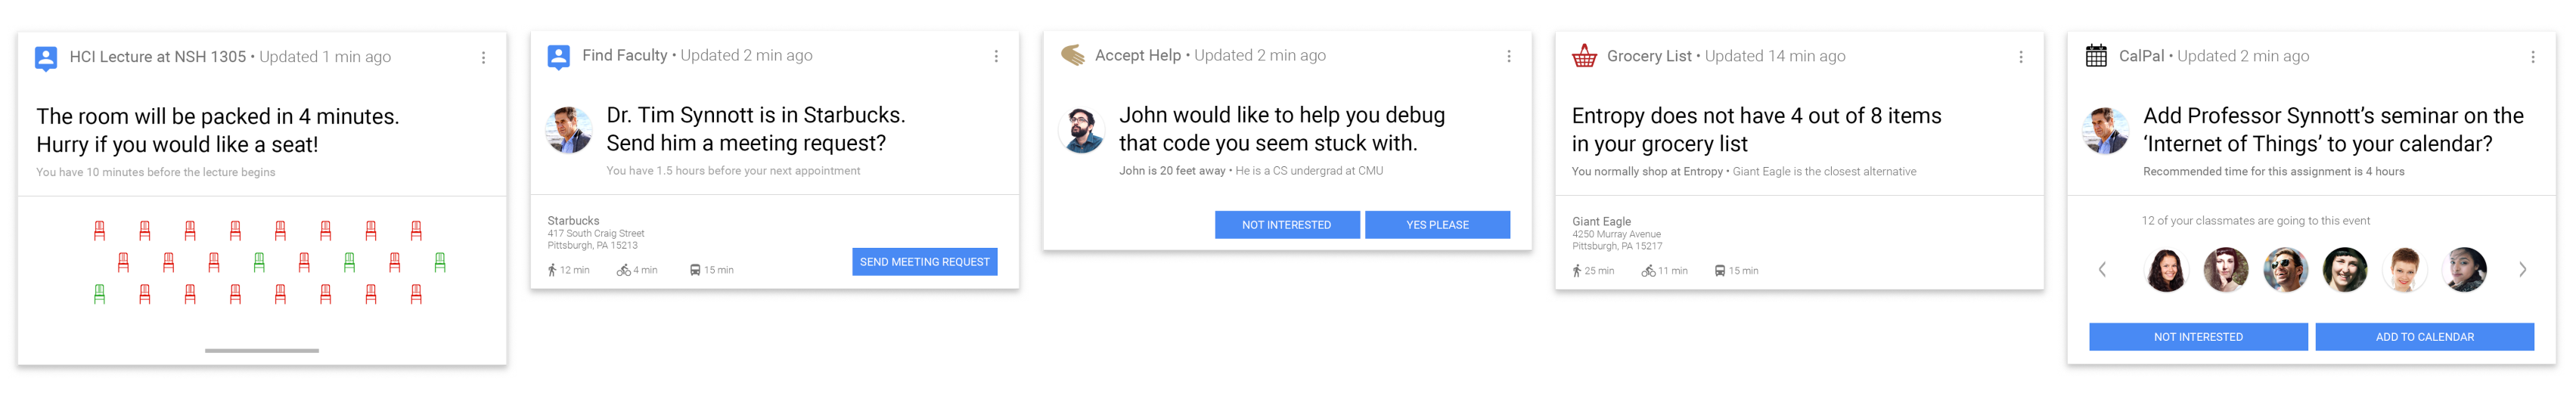 HCI Lecture at NSH 1305 • Updated 1 min ago
The room will be packed in 4 minutes.
Hurry if you would like a seat!
You have 10 minutes before the lecture begins
Find Faculty • Updated 2 min ago
Dr. Tim Synnott is in Starbucks.
Send him a meeting request?
You have 1.5 hours before your next appointment
Starbucks
417 South Craig Street
Pittsburgh, PA 15213
12 min 4 min 15 min
SEND MEETING REQUEST
Accept Help • Updated 2 min ago
John would like to help you debug
that code you seem stuck with.
John is 20 feet away • He is a CS undergrad at CMU
NOT INTERESTED YES PLEASE
Grocery List • Updated 14 min ago
Entropy does not have 4 out of 8 items
in your grocery list
You normally shop at Entropy • Giant Eagle is the closest alternative
Giant Eagle
4250 Murray Avenue
Pittsburgh, PA 15217
25 min 11 min 15 min
CalPal • Updated 2 min ago
Add Professor Synnott’s seminar on the
‘Internet of Things’ to your calendar?
Recommended time for this assignment is 4 hours
12 of your classmates are going to this event
NOT INTERESTED ADD TO CALENDAR